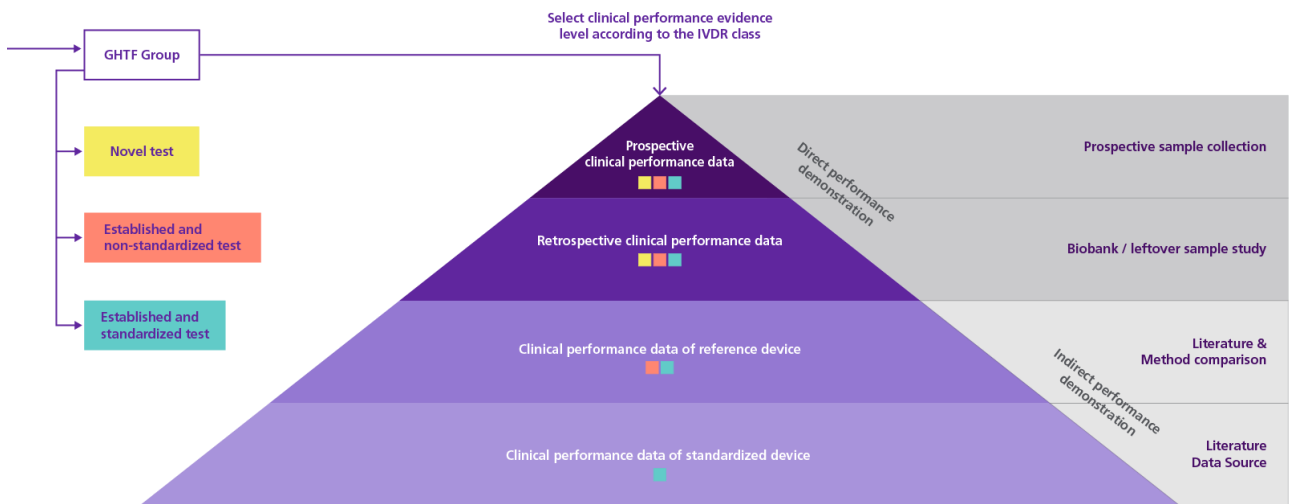 Select clinical performance evidence
level according to the IVDR class
GHTF Group
Novel test
Established and
non-standardized test
Established and
standardized test
Prospective
clinical performance data
Retrospective clinical performance data
Clinical performance data of reference device
Clinical performance data of standardized device
Direct performance
demonstration
Indirect performance
demonstration
Prospective sample collection
Biobank / leftover sample study
Literature &
Method comparison
Literature
Data Source